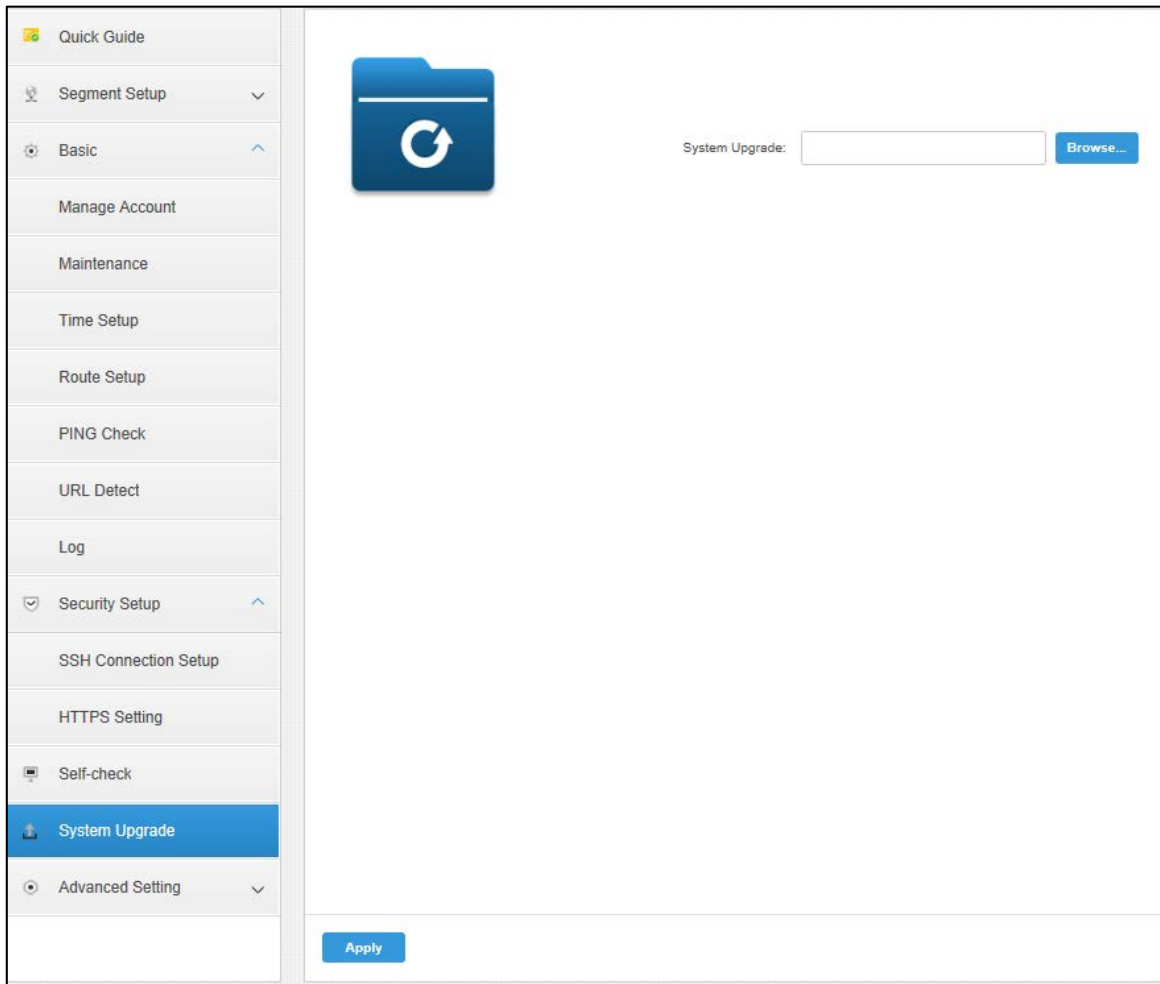 Quick Guide
Segment Setup
Basic
Manage Account
Maintenance
Time Setup
Route Setup
PING Check
URL Detect
Log
Security Setup
SSH Connection Setup
HTTPS Setting
Self-check
System Upgrade
Advanced Setting
System Upgrade:
Browse...
Apply